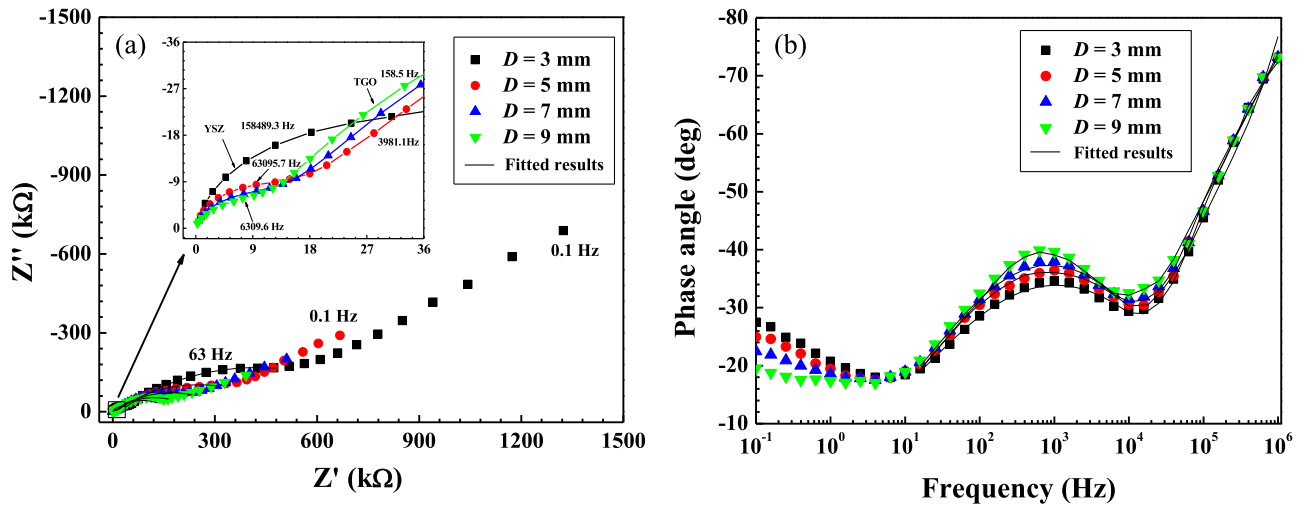 (a)
-1500
-1200
-900
-600
-300
0
Z'' (kΩ)
0
300
600
900
1200
1500
Z' (kΩ)
D = 3 mm
D = 5 mm
D = 7 mm
D = 9 mm
Fitted results
0.1 Hz
0.1 Hz
63 Hz
-36
-27
-18
-9
0
0
9
18
27
36
158.5 Hz
TGO
158489.3 Hz
YSZ
63095.7 Hz
3981.1Hz
6309.6 Hz
(b)
-80
-70
-60
-50
-40
-30
-20
-10
Phase angle (deg)
10⁻¹
10⁰
10¹
10²
10³
10⁴
10⁵
10⁶
Frequency (Hz)
D = 3 mm
D = 5 mm
D = 7 mm
D = 9 mm
Fitted results